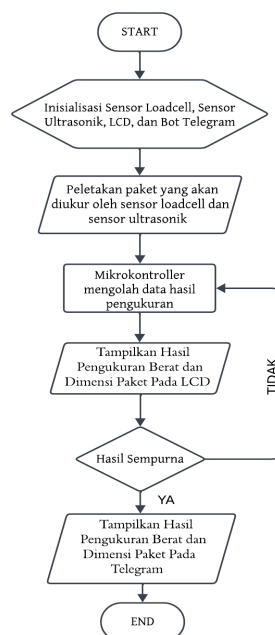 START
Inisialisasi Sensor Loadcell, Sensor
Ultrasonik, LCD, dan Bot Telegram
Peletakan paket yang akan
diukur oleh sensor loadcell dan
sensor ultrasonik
Mikrokontroller
mengolah data hasil
pengukuran
Tampilkan Hasil
Pengukuran Berat dan
Dimensi Paket Pada LCD
TIDAK
Hasil Sempurna
YA
Tampilkan Hasil
Pengukuran Berat dan
Dimensi Paket Pada
Telegram
END